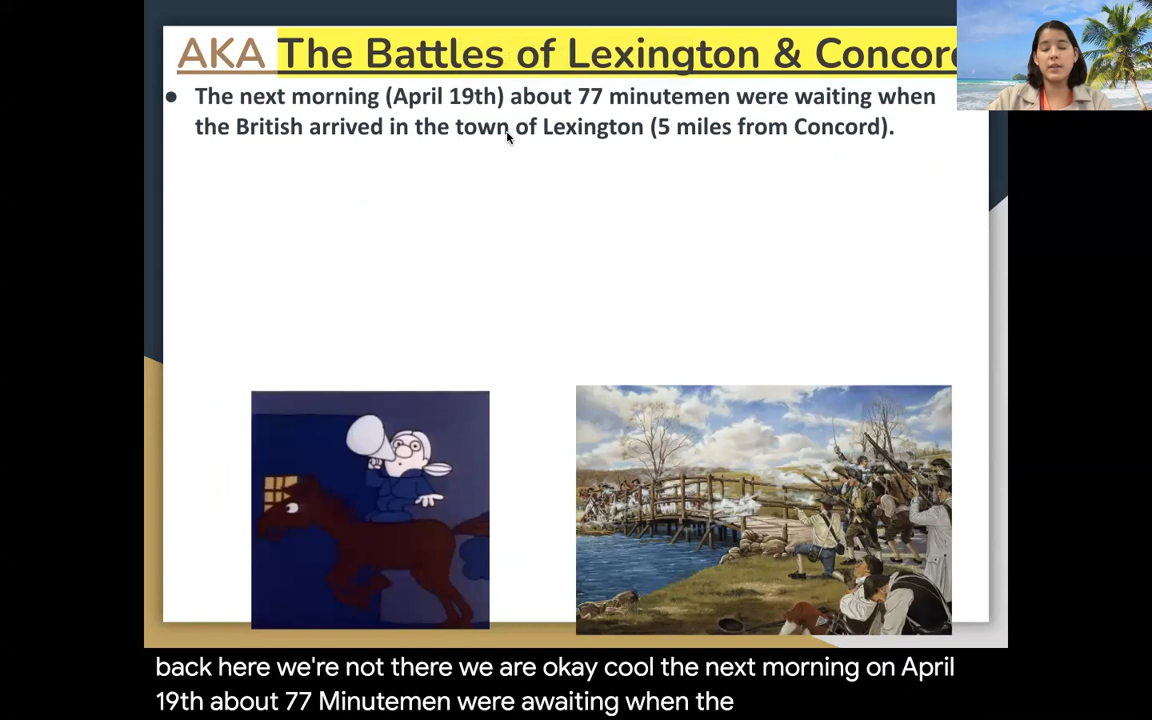 AKA The Battles of Lexington & Concord
● The next morning (April 19th) about 77 minutemen were waiting when
the British arrived in the town of Lexington (5 miles from Concord).
back here we're not there we are okay cool the next morning on April
19th about 77 Minutemen were awaiting when the